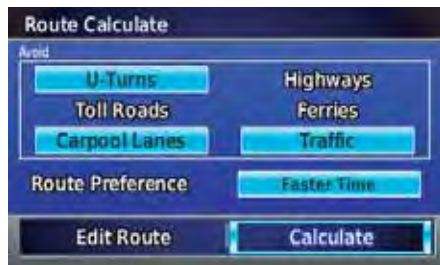 Route Calculate
Avoid
U-Turns Highways
Toll Roads Ferries
Carpool Lanes Traffic
Route Preference Faster Time
Edit Route Calculate